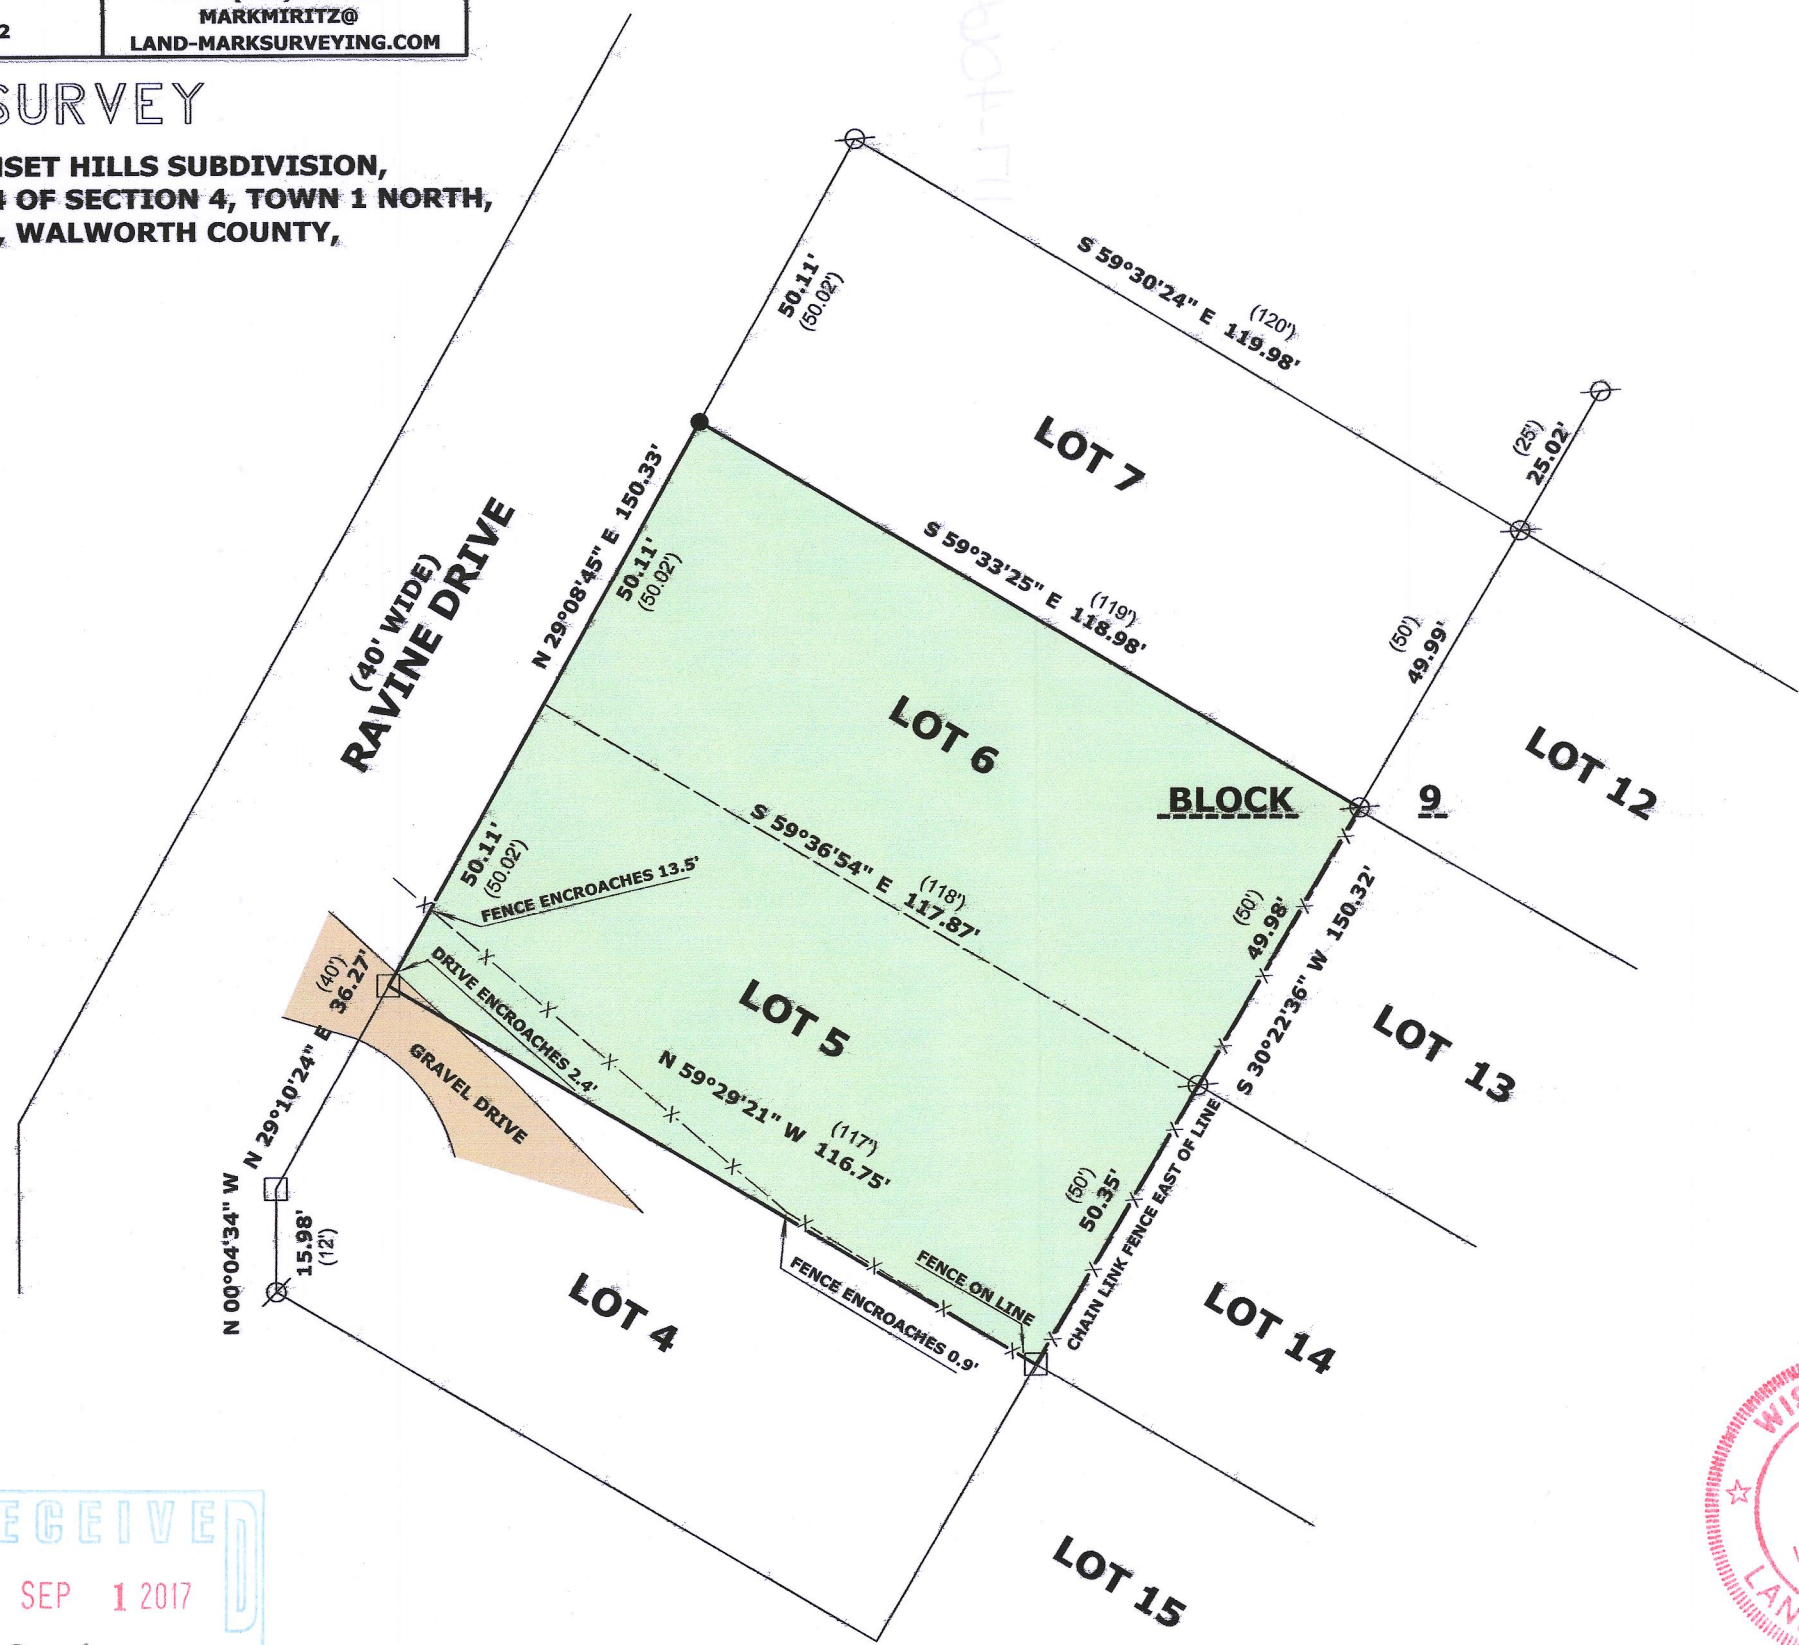 2
MARKMIRITZ@
LAND-MARKSURVEYING.COM
SURVEY
NSET HILLS SUBDIVISION,
4 OF SECTION 4, TOWN 1 NORTH,
, WALWORTH COUNTY,
50.11'
(50.02')
S 59°30'24" E 119.98'
(120')
(25')
25.02'
LOT 7
N 29°08'45" E 150.33'
50.11'
(50.02')
S 59°33'25" E 118.98'
(119')
(50')
49.99'
(40' WIDE)
RAVINE DRIVE
LOT 6
BLOCK 9
LOT 12
50.11'
(50.02')
FENCE ENCROACHES 13.5'
S 59°36'54" E 117.87'
(118')
(50')
49.98'
S 30°22'36" W 150.32'
(40')
36.27'
N 29°10'24" E
DRIVE ENCROACHES 2.4'
GRAVEL DRIVE
LOT 5
N 59°29'21" W 116.75'
(117')
LOT 13
(50')
50.35'
CHAIN LINK FENCE EAST OF LINE
N 00°04'34" W
15.98'
(12')
LOT 4
FENCE ENCROACHES 0.9'
FENCE ON LINE
LOT 14
LOT 15
ECEIVED
SEP 1 2017
WIS
LAN